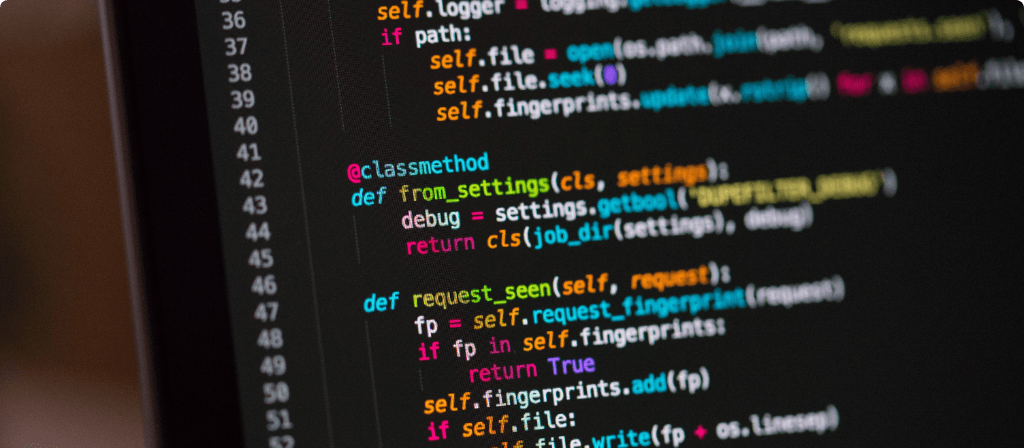 36 self.logger = logging.
37 if path:
38 self.file = open(os.path.join(path, 'requests.seen'),
39 self.file.seek(0)
40 self.fingerprints.update(x.rstrip() for x in self.file
41
42 @classmethod
43 def from_settings(cls, settings):
44 debug = settings.getbool('DUPEFILTER_DEBUG')
45 return cls(job_dir(settings), debug)
46
47 def request_seen(self, request):
48 fp = self.request_fingerprint(request)
49 if fp in self.fingerprints:
50 return True
51 self.fingerprints.add(fp)
52 if self.file:
self.file.write(fp + os.linesep)